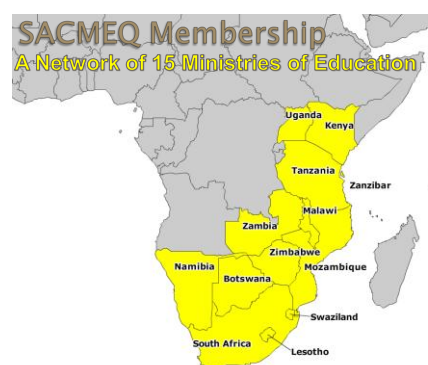 SACMEQ Membership
A Network of 15 Ministries of Education
Uganda
Kenya
Tanzania
Zanzibar
Malawi
Zambia
Zimbabwe
Namibia
Mozambique
Botswana
Swaziland
South Africa
Lesotho